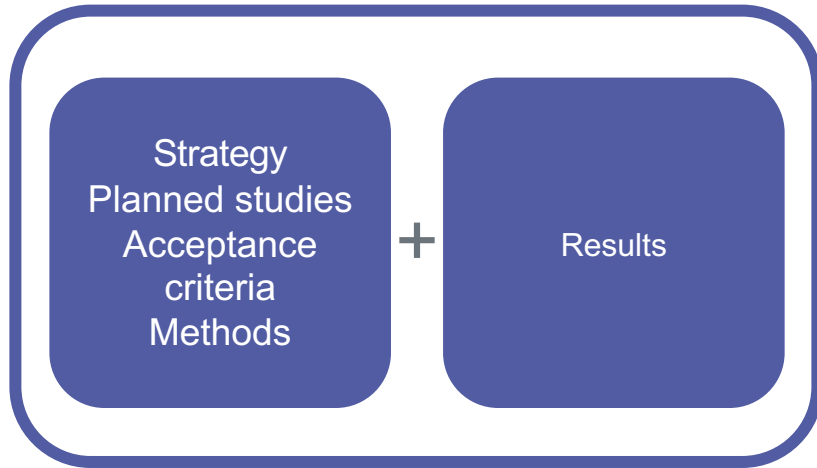 Strategy
Planned studies
Acceptance
criteria
Methods
+
Results